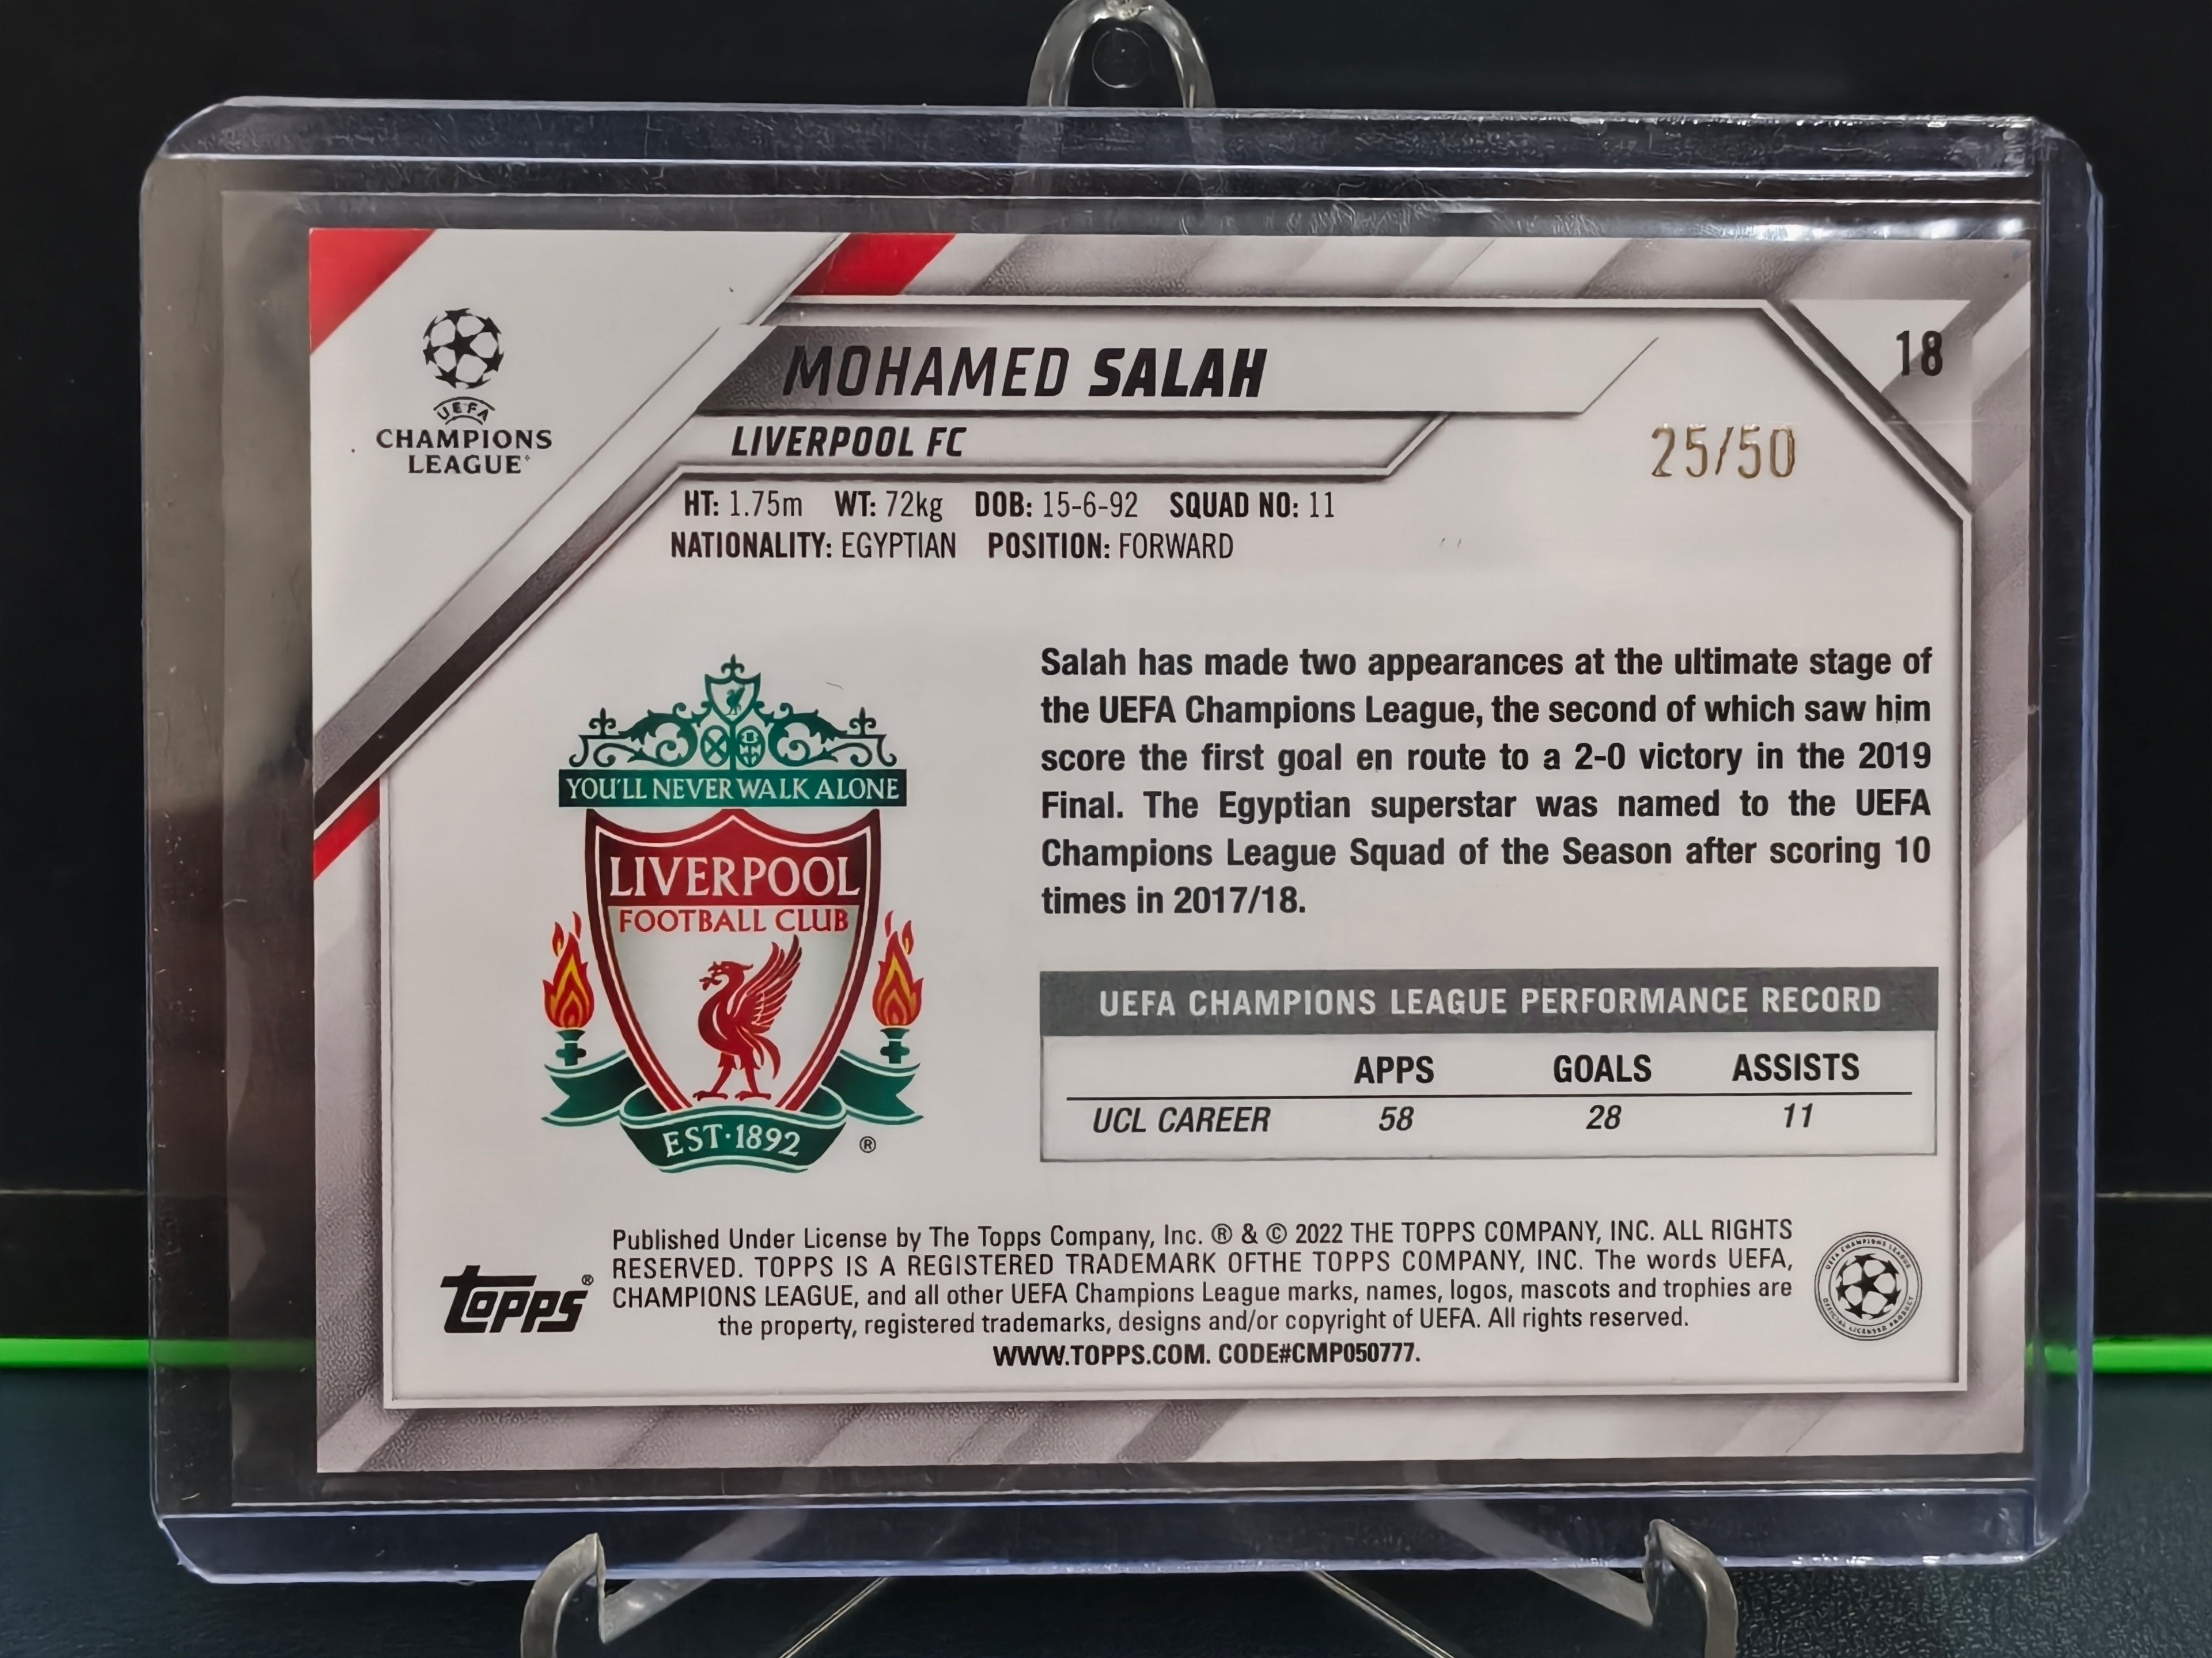 UEFA
CHAMPIONS
LEAGUE
MOHAMED SALAH
18
LIVERPOOL FC
25/50
HT: 1.75m WT: 72kg DOB: 15-6-92 SQUAD NO: 11
NATIONALITY: EGYPTIAN POSITION: FORWARD
Salah has made two appearances at the ultimate stage of
the UEFA Champions League, the second of which saw him
score the first goal en route to a 2-0 victory in the 2019
Final. The Egyptian superstar was named to the UEFA
Champions League Squad of the Season after scoring 10
times in 2017/18.
YOU'LL NEVER WALK ALONE
LIVERPOOL
FOOTBALL CLUB
EST·1892 ®
UEFA CHAMPIONS LEAGUE PERFORMANCE RECORD
APPS GOALS ASSISTS
UCL CAREER 58 28 11
Topps®
Published Under License by The Topps Company, Inc. ® & © 2022 THE TOPPS COMPANY, INC. ALL RIGHTS
RESERVED. TOPPS IS A REGISTERED TRADEMARK OFTHE TOPPS COMPANY, INC. The words UEFA,
CHAMPIONS LEAGUE, and all other UEFA Champions League marks, names, logos, mascots and trophies are
the property, registered trademarks, designs and/or copyright of UEFA. All rights reserved.
WWW.TOPPS.COM. CODE#CMP050777.
UEFA CHAMPIONS LEAGUE
OFFICIAL LICENSED PRODUCT